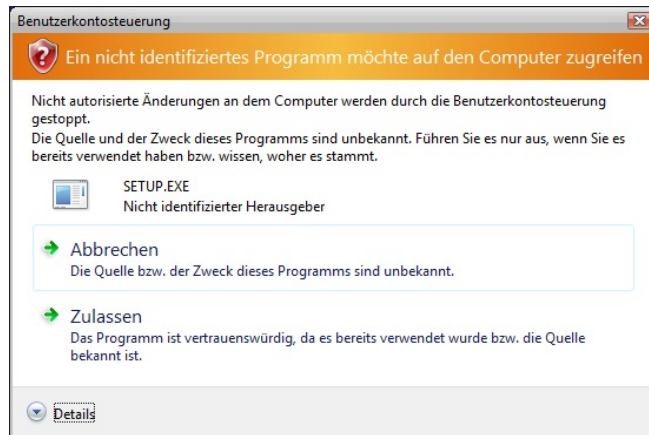 Benutzerkontosteuerung
Ein nicht identifiziertes Programm möchte auf den Computer zugreifen
Nicht autorisierte Änderungen an dem Computer werden durch die Benutzerkontosteuerung
gestoppt.
Die Quelle und der Zweck dieses Programms sind unbekannt. Führen Sie es nur aus, wenn Sie es
bereits verwendet haben bzw. wissen, woher es stammt.
SETUP.EXE
Nicht identifizierter Herausgeber
Abbrechen
Die Quelle bzw. der Zweck dieses Programms sind unbekannt.
Zulassen
Das Programm ist vertrauenswürdig, da es bereits verwendet wurde bzw. die Quelle
bekannt ist.
Details